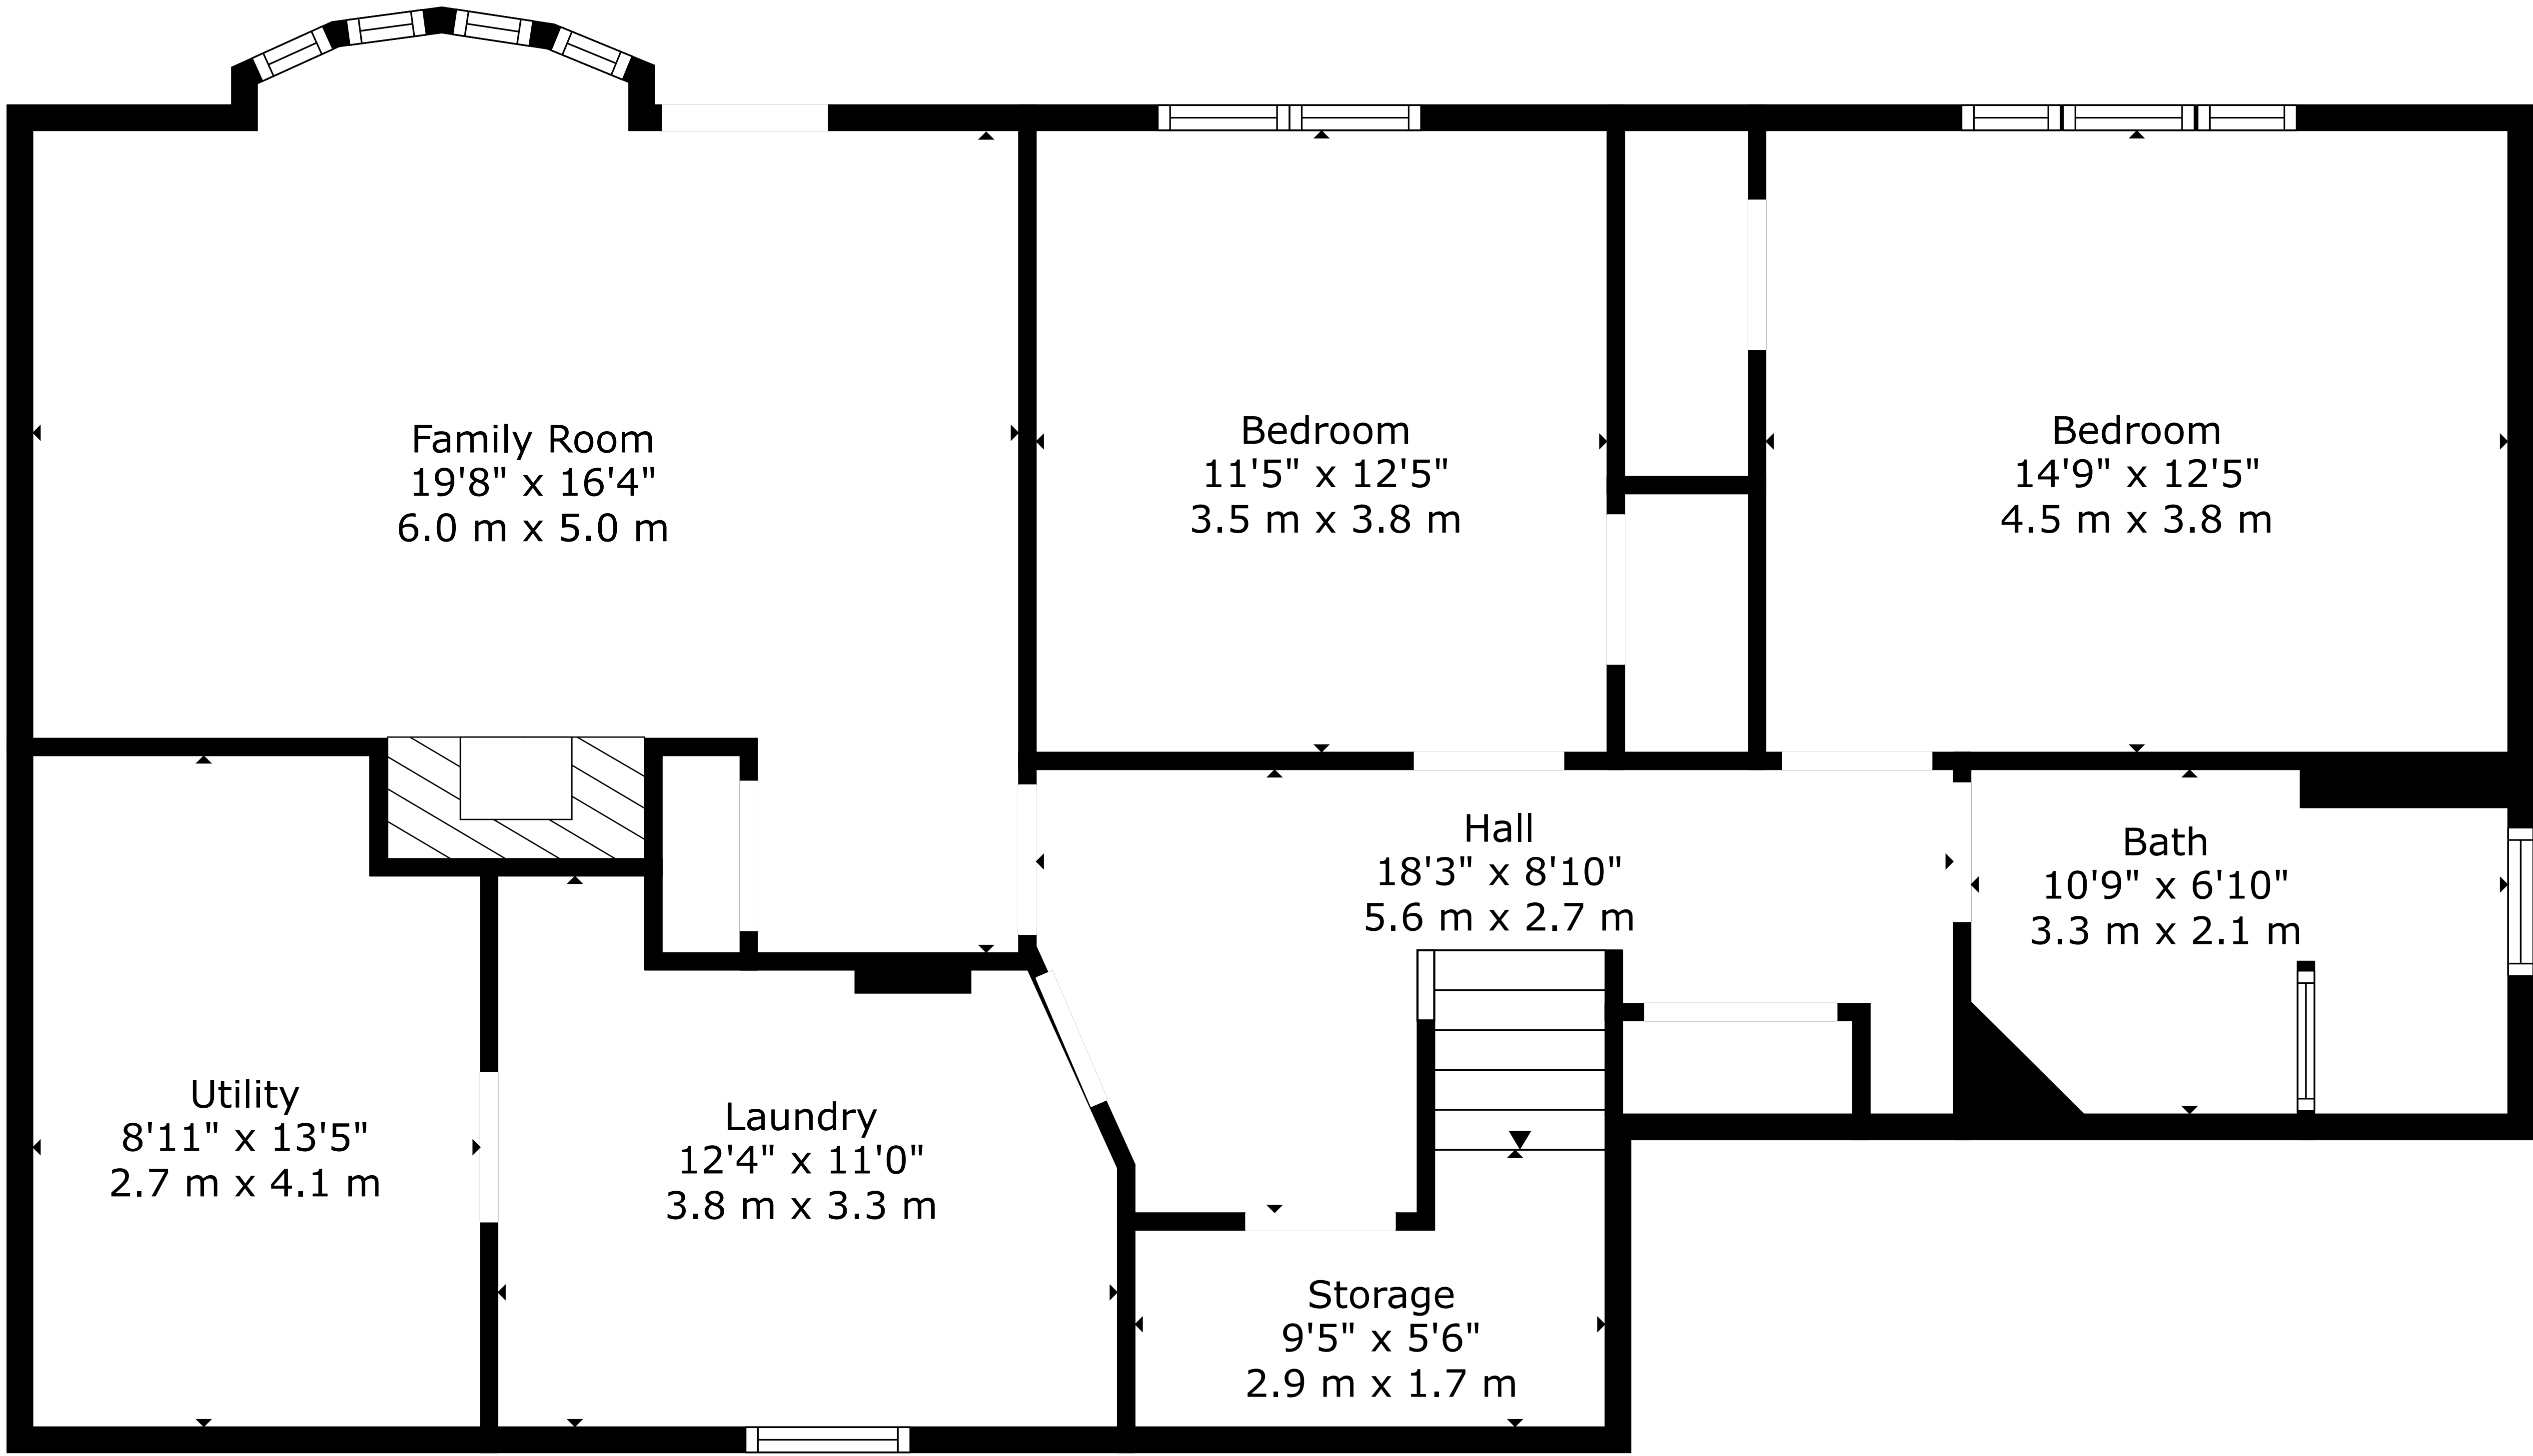 Family Room
19'8" x 16'4"
6.0 m x 5.0 m
Bedroom
11'5" x 12'5"
3.5 m x 3.8 m
Bedroom
14'9" x 12'5"
4.5 m x 3.8 m
Hall
18'3" x 8'10"
5.6 m x 2.7 m
Bath
10'9" x 6'10"
3.3 m x 2.1 m
Utility
8'11" x 13'5"
2.7 m x 4.1 m
Laundry
12'4" x 11'0"
3.8 m x 3.3 m
Storage
9'5" x 5'6"
2.9 m x 1.7 m